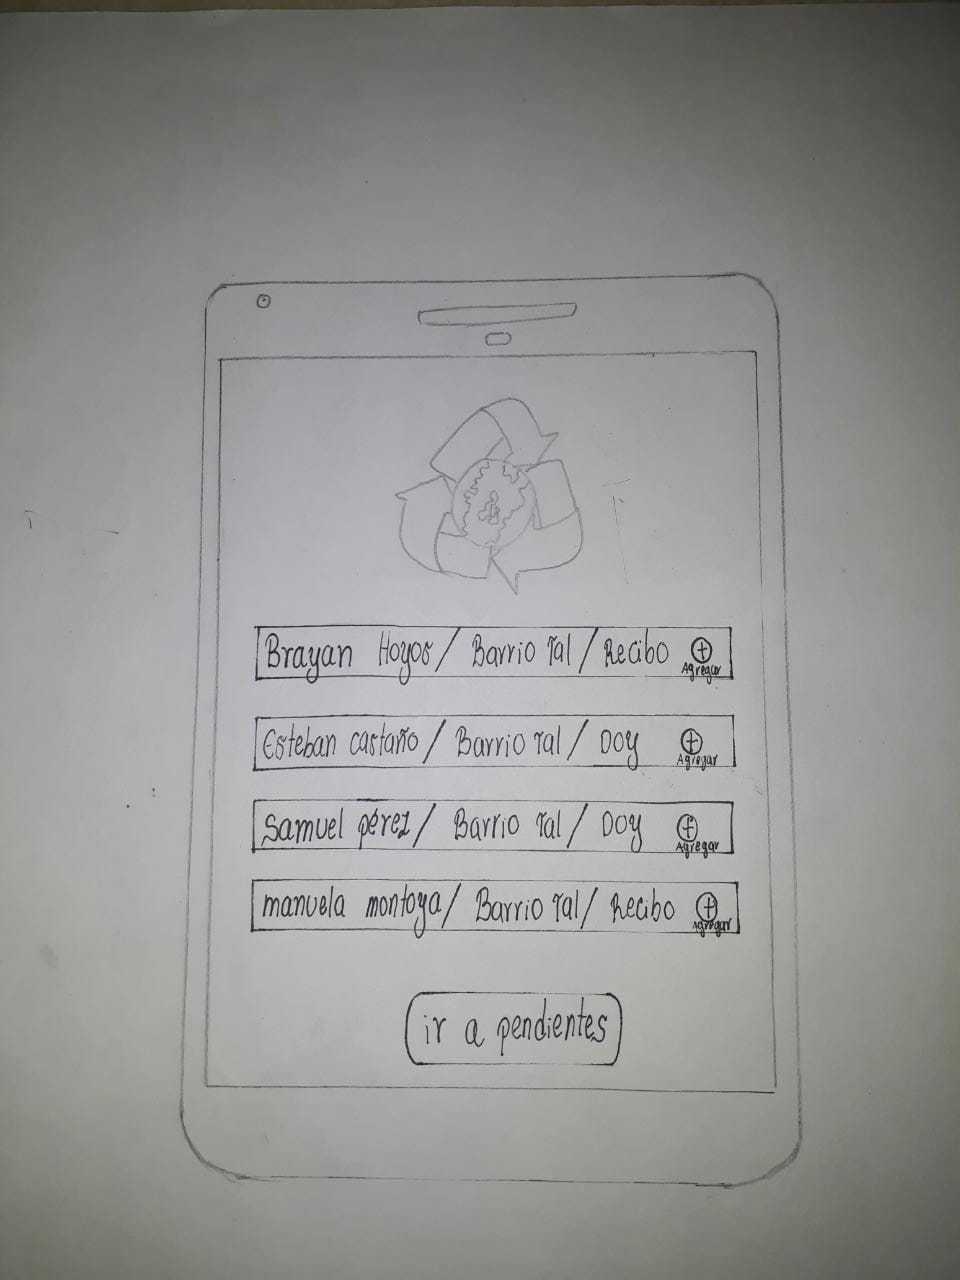 Brayan Hoyos / Barrio Tal / Recibo
Agregar
Esteban castaño / Barrio Tal / Doy
Agregar
Samuel pérez / Barrio Tal / Doy
Agregar
manuela montoya / Barrio Tal / Recibo
Agregar
ir a pendientes